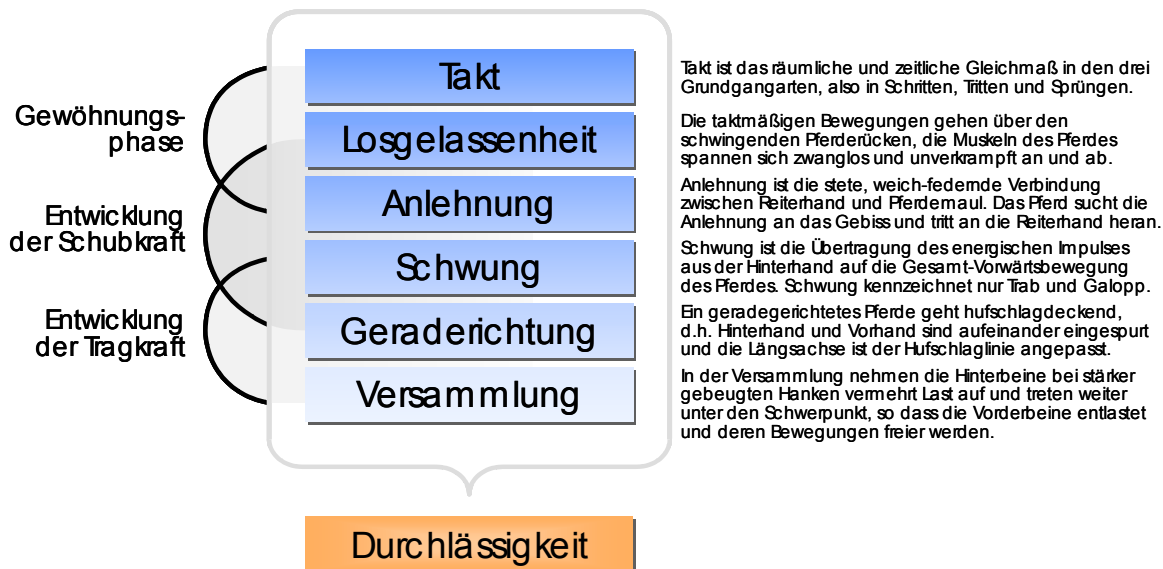 Takt
Losgelassenheit
Anlehnung
Schwung
Geraderichtung
Versammlung
Durchlässigkeit
Gewöhnungs-
phase
Entwicklung
der Schubkraft
Entwicklung
der Tragkraft
Takt ist das räumliche und zeitliche Gleichmaß in den drei
Grundgangarten, also in Schritten, Tritten und Sprüngen.
Die taktmäßigen Bewegungen gehen über den
schwingenden Pferderücken, die Muskeln des Pferdes
spannen sich zwanglos und unverkrampft an und ab.
Anlehnung ist die stete, weich-federnde Verbindung
zwischen Reiterhand und Pferdemaul. Das Pferd sucht die
Anlehnung an das Gebiss und tritt an die Reiterhand heran.
Schwung ist die Übertragung des energischen Impulses
aus der Hinterhand auf die Gesamt-Vorwärtsbewegung
des Pferdes. Schwung kennzeichnet nur Trab und Galopp.
Ein geradegerichtetes Pferde geht hufschlagdeckend,
d.h. Hinterhand und Vorhand sind aufeinander eingespurt
und die Längsachse ist der Hufschlaglinie angepasst.
In der Versammlung nehmen die Hinterbeine bei stärker
gebeugten Hanken vermehrt Last auf und treten weiter
unter den Schwerpunkt, so dass die Vorderbeine entlastet
und deren Bewegungen freier werden.